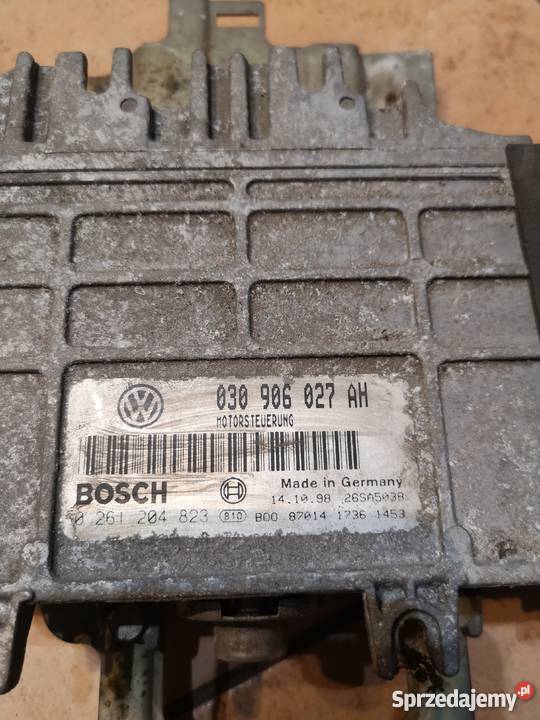 030 906 027 AH
MOTORSTEUERUNG
BOSCH
Made in Germany
14.10.98 26SA5038
0 261 204 823 B10 B00 87014 1736 1453
Sprzedajemy.pl